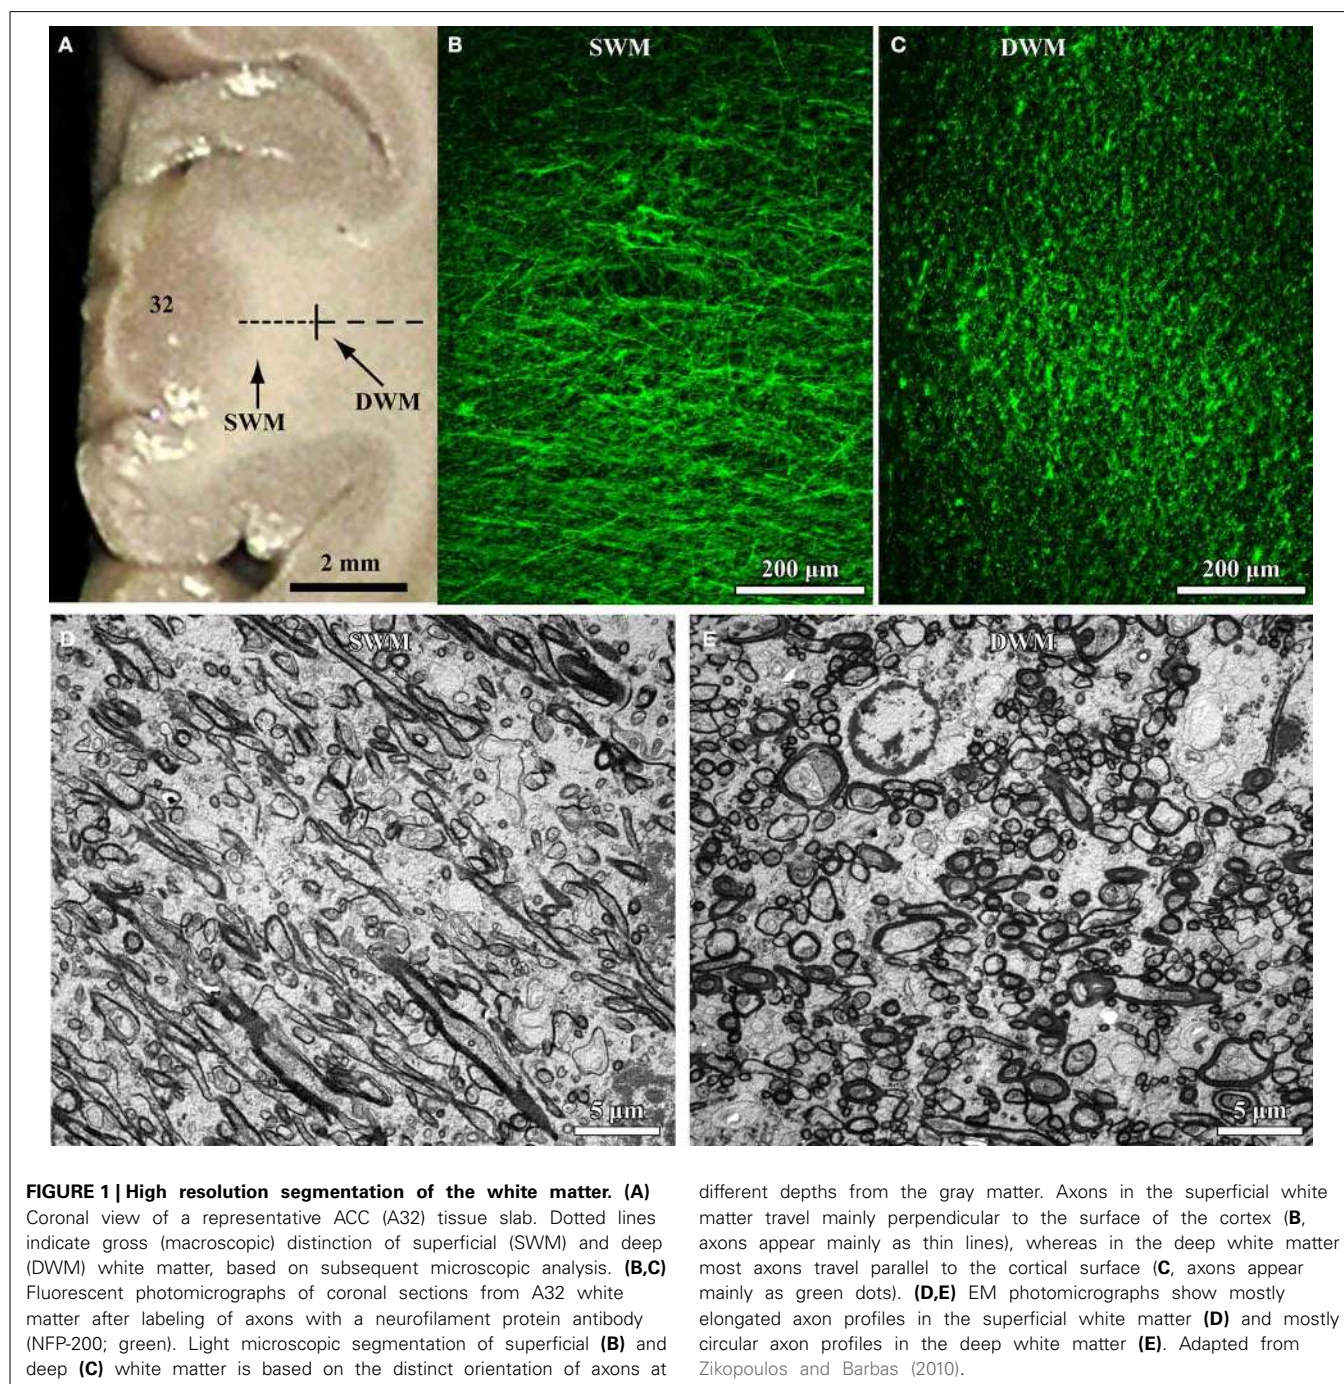 A
32
SWM
DWM
2 mm
B
SWM
200 µm
C
DWM
200 µm
D
SWM
5 µm
E
DWM
5 µm
FIGURE 1 | High resolution segmentation of the white matter. (A)
Coronal view of a representative ACC (A32) tissue slab. Dotted lines
indicate gross (macroscopic) distinction of superficial (SWM) and deep
(DWM) white matter, based on subsequent microscopic analysis. (B,C)
Fluorescent photomicrographs of coronal sections from A32 white
matter after labeling of axons with a neurofilament protein antibody
(NFP-200; green). Light microscopic segmentation of superficial (B) and
deep (C) white matter is based on the distinct orientation of axons at
different depths from the gray matter. Axons in the superficial white
matter travel mainly perpendicular to the surface of the cortex (B,
axons appear mainly as thin lines), whereas in the deep white matter
most axons travel parallel to the cortical surface (C, axons appear
mainly as green dots). (D,E) EM photomicrographs show mostly
elongated axon profiles in the superficial white matter (D) and mostly
circular axon profiles in the deep white matter (E). Adapted from
Zikopoulos and Barbas (2010).